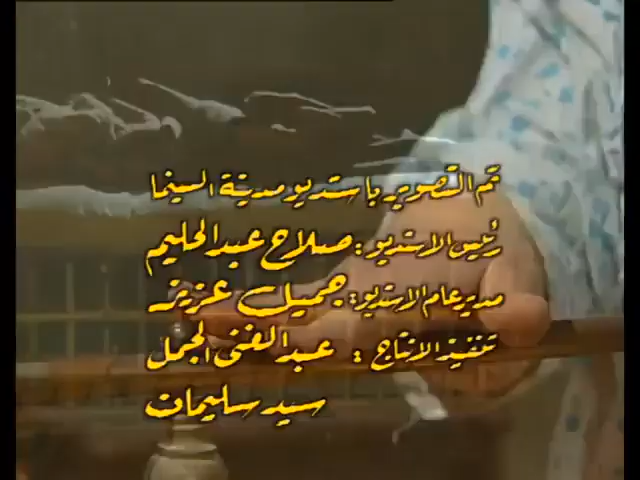 تم التصوير باستديو مدينة السينما
رئيس الاستديو : صلاح عبد الحليم
مدير عام الاستديو : جميل عزيز
تنفيذ الانتاج : عبد الغنى الجمل
سيد سليمان